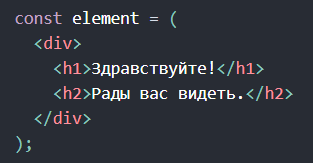 const element = (
  <div>
    <h1>Здравствуйте!</h1>
    <h2>Рады вас видеть.</h2>
  </div>
);